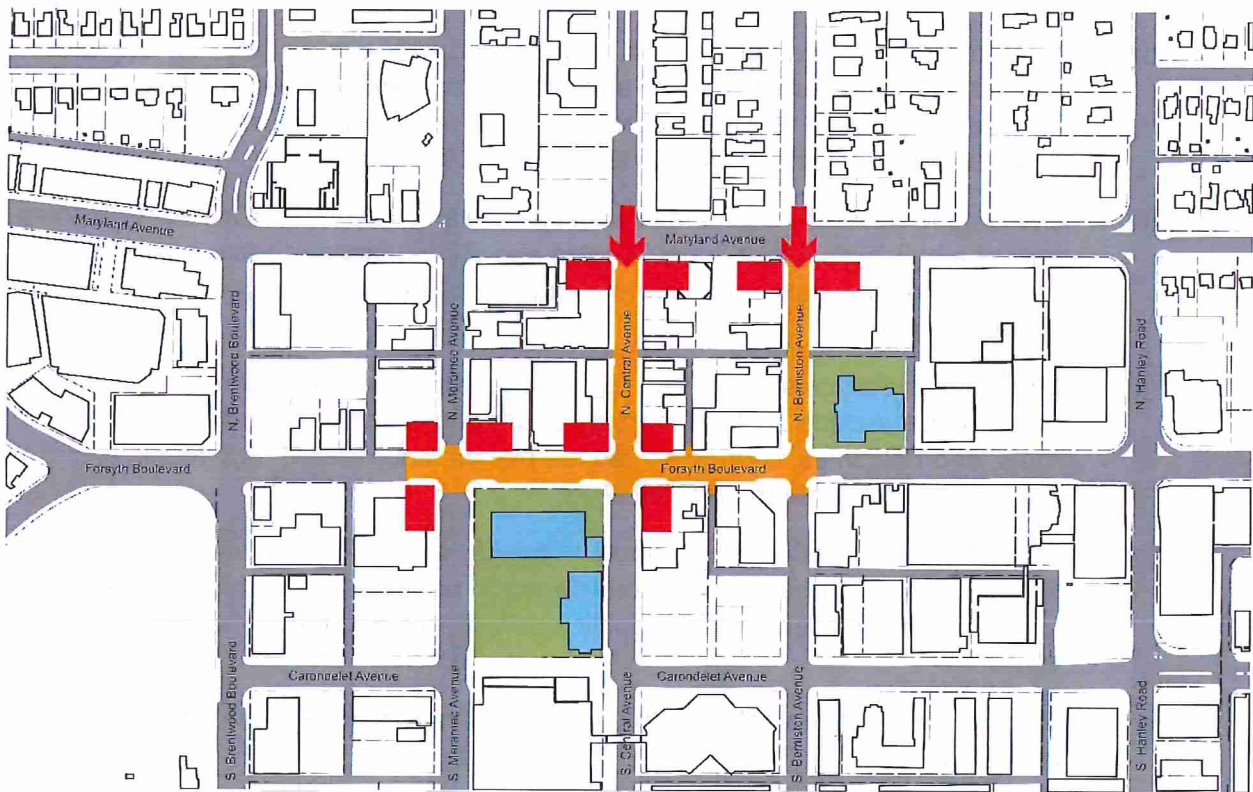 Maryland Avenue
Maryland Avenue
N. Brentwood Boulevard
N. Meramec Avenue
N. Central Avenue
N. Bemiston Avenue
N. Hanley Road
Forsyth Boulevard
Forsyth Boulevard
S. Brentwood Boulevard
Carondelet Avenue
S. Meramec Avenue
S. Central Avenue
Carondelet Avenue
S. Bemiston Avenue
S. Hanley Road